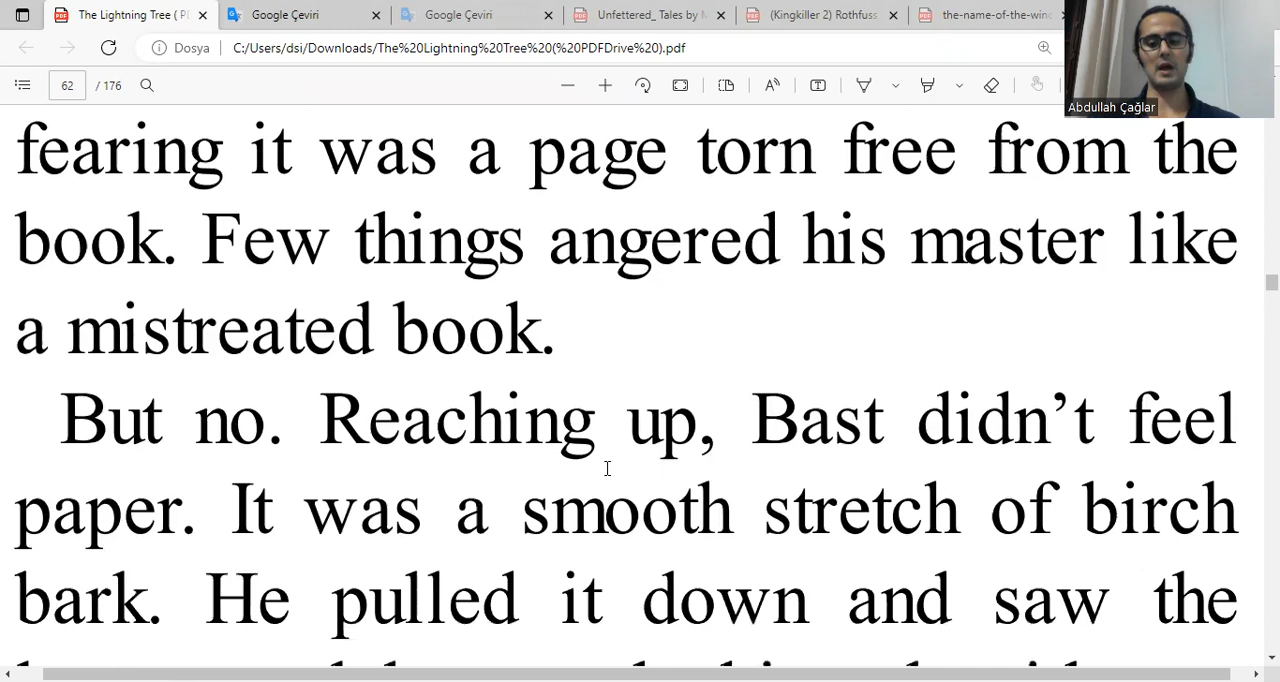 The Lightning Tree ( P
Google Çeviri
Google Çeviri
Unfettered_ Tales by
(Kingkiller 2) Rothfuss
the-name-of-the-wind
Dosya
C:/Users/dsi/Downloads/The%20Lightning%20Tree%20(%20PDFDrive%20).pdf
62 / 176
Abdullah Çağlar
fearing it was a page torn free from the
book. Few things angered his master like
a mistreated book.
But no. Reaching up, Bast didn’t feel
paper. It was a smooth stretch of birch
bark. He pulled it down and saw the